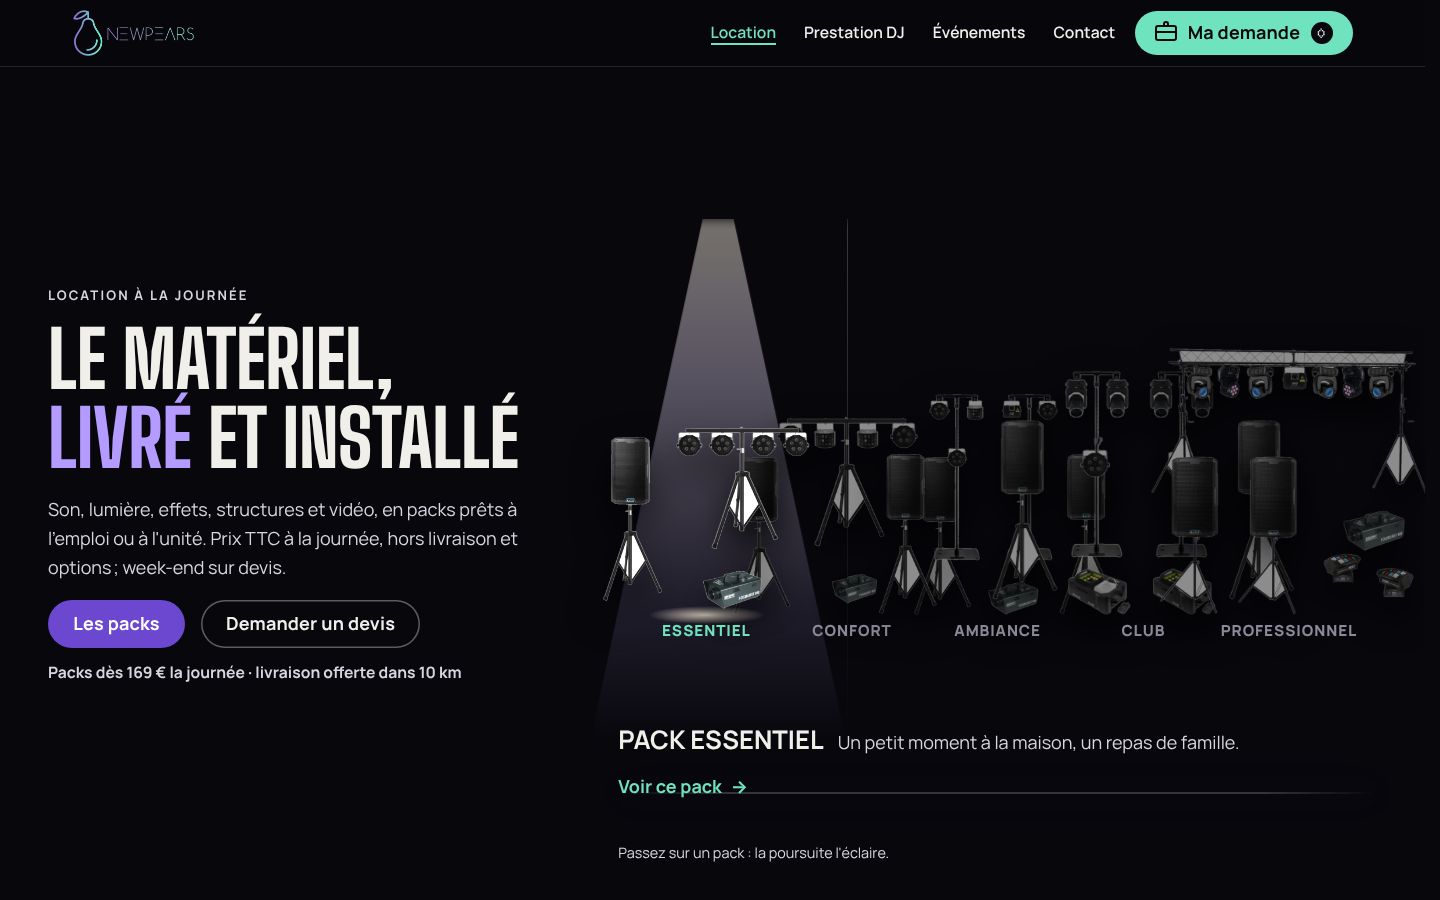 NEWPEARS
Location
Prestation DJ
Événements
Contact
Ma demande
0
LOCATION À LA JOURNÉE
LE MATÉRIEL,
LIVRÉ ET INSTALLÉ
Son, lumière, effets, structures et vidéo, en packs prêts à
l'emploi ou à l'unité. Prix TTC à la journée, hors livraison et
options ; week-end sur devis.
Les packs
Demander un devis
Packs dès 169 € la journée · livraison offerte dans 10 km
ESSENTIEL
CONFORT
AMBIANCE
CLUB
PROFESSIONNEL
PACK ESSENTIEL Un petit moment à la maison, un repas de famille.
Voir ce pack →
Passez sur un pack : la poursuite l'éclaire.